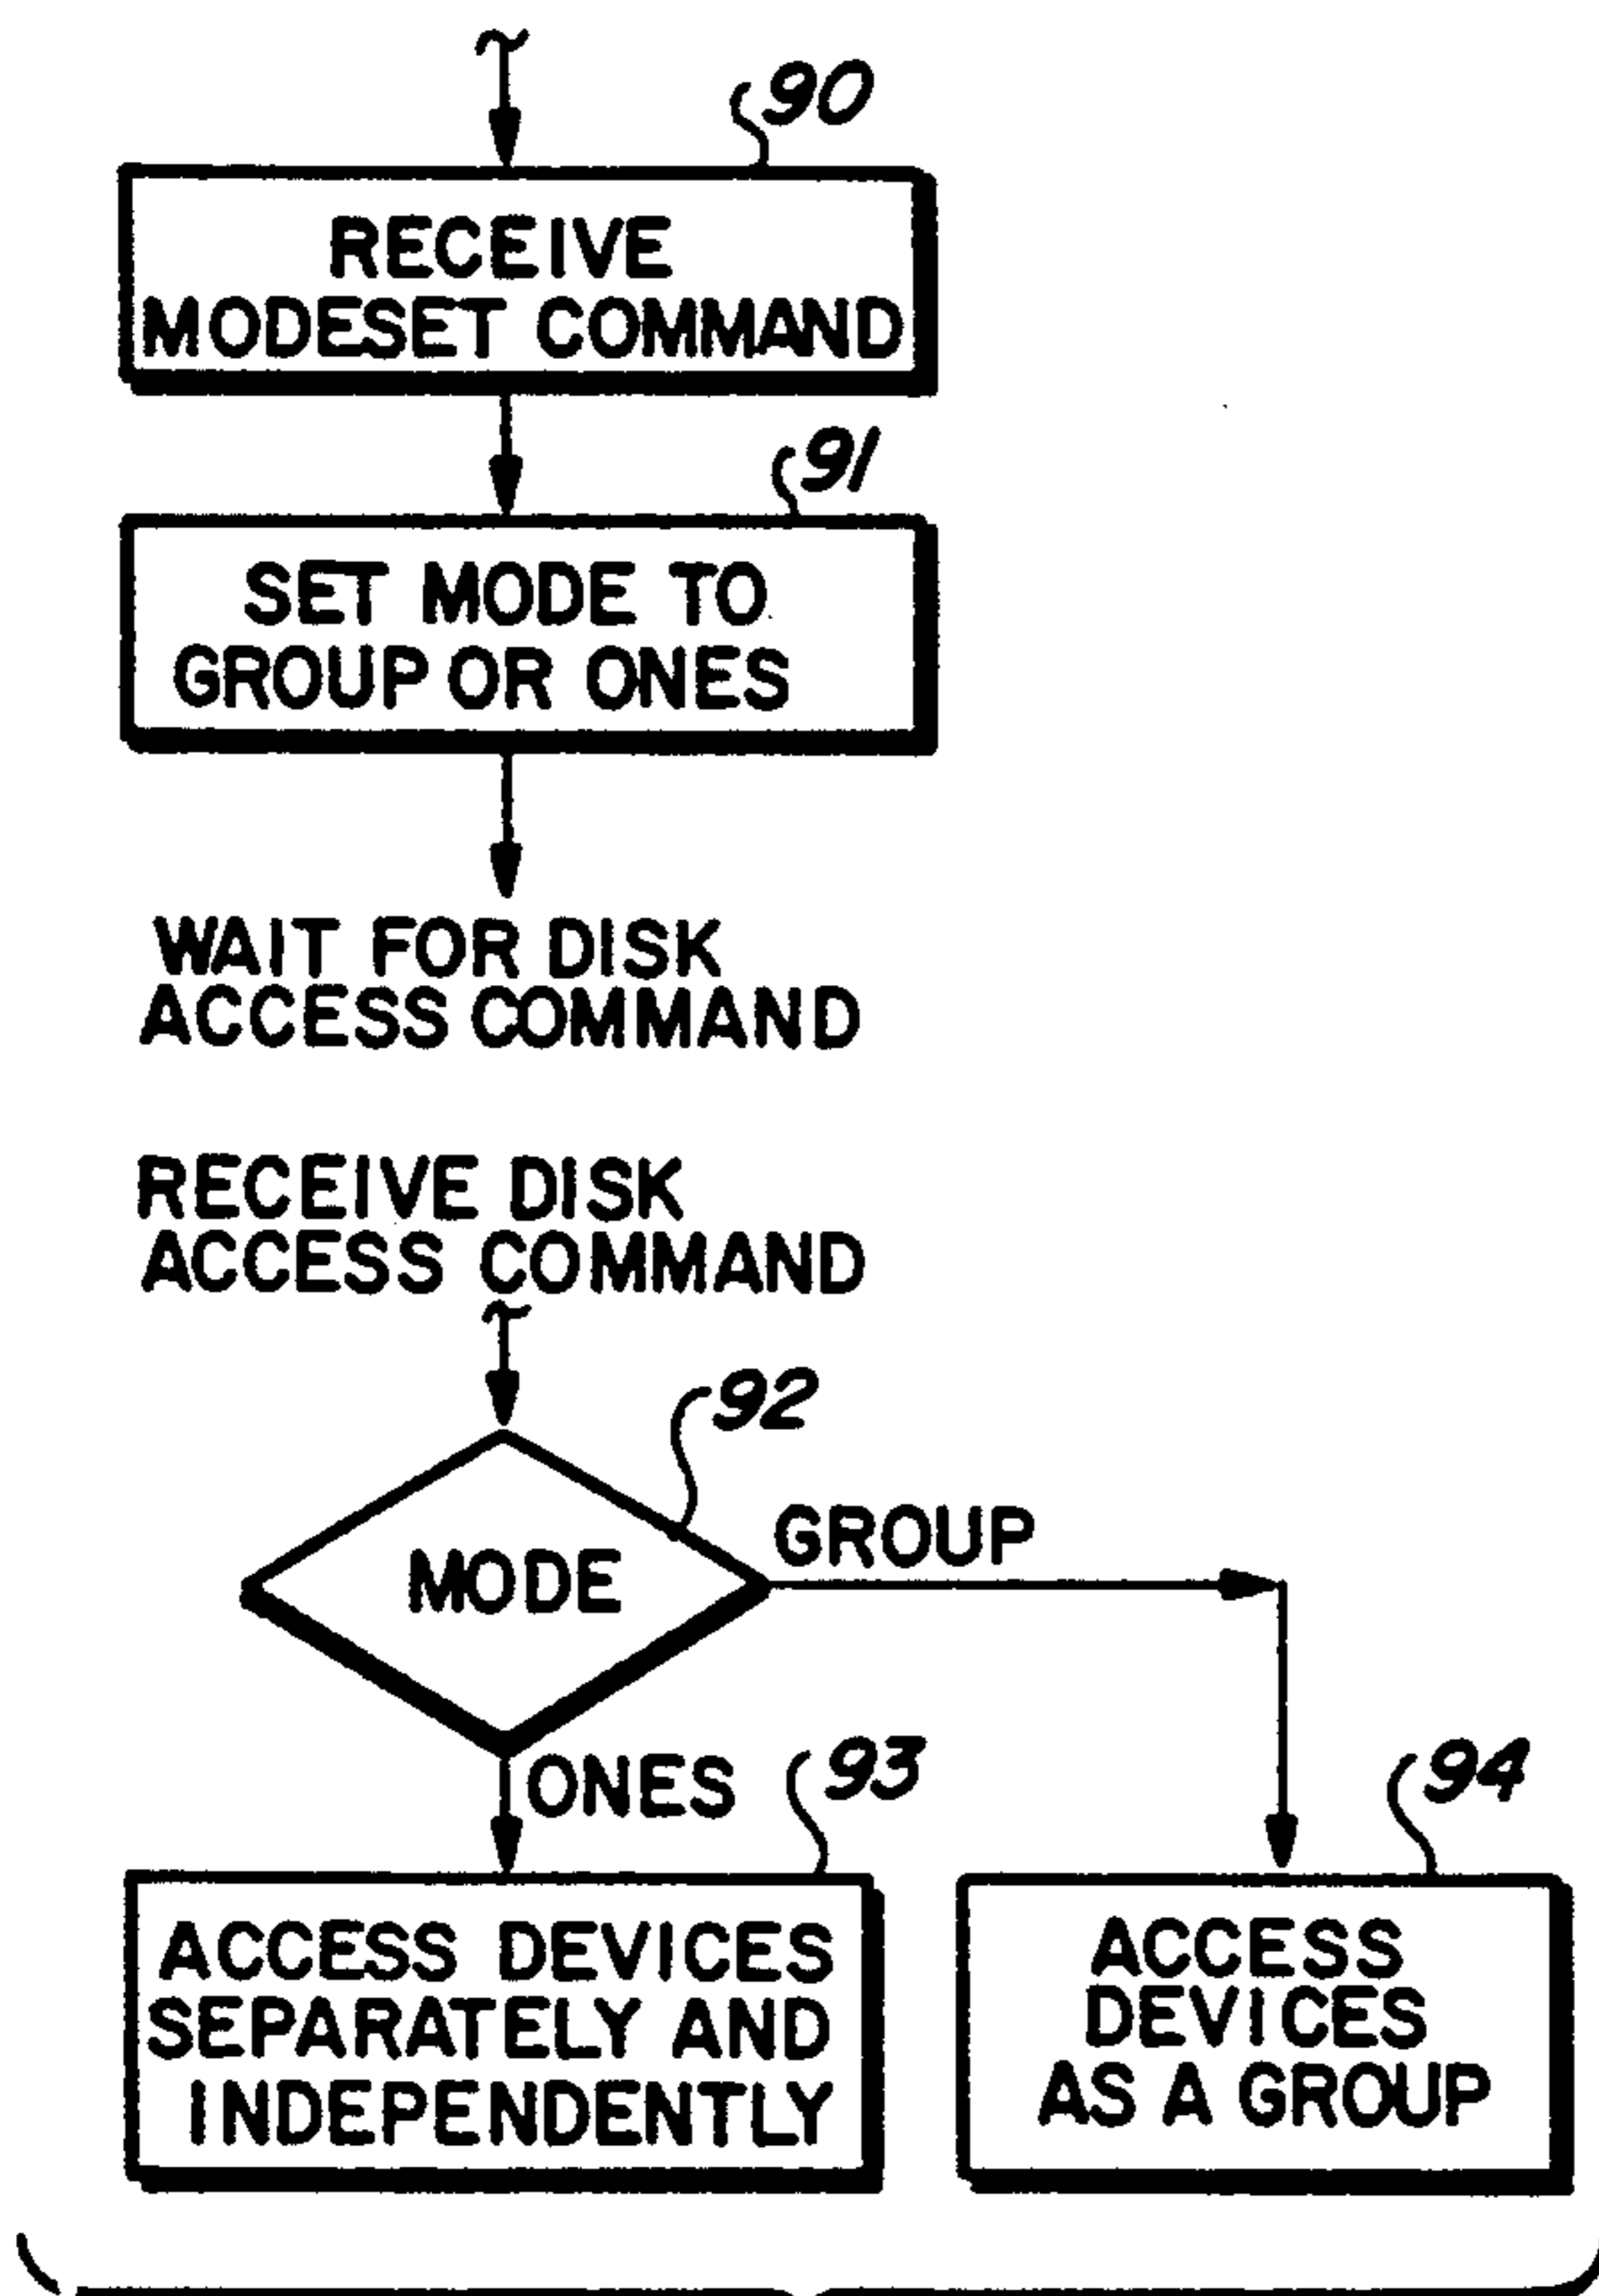 90
RECEIVE
MODESET COMMAND
91
SET MODE TO
GROUP OR ONES
WAIT FOR DISK
ACCESS COMMAND
RECEIVE DISK
ACCESS COMMAND
92
MODE
GROUP
ONES
93
ACCESS DEVICES
SEPARATELY AND
INDEPENDENTLY
94
ACCESS
DEVICES
AS A GROUP